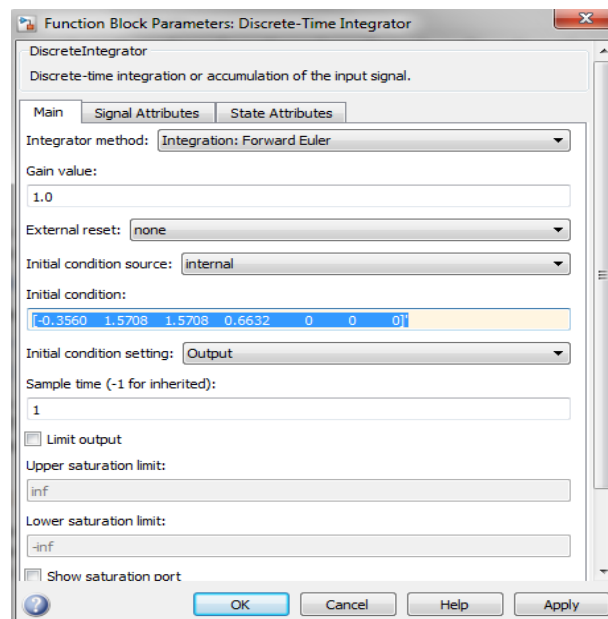 Function Block Parameters: Discrete-Time Integrator
DiscreteIntegrator
Discrete-time integration or accumulation of the input signal.
Main Signal Attributes State Attributes
Integrator method: Integration: Forward Euler
Gain value:
1.0
External reset: none
Initial condition source: internal
Initial condition:
[-0.3560 1.5708 1.5708 0.6632 0 0 0]'
Initial condition setting: Output
Sample time (-1 for inherited):
1
Limit output
Upper saturation limit:
inf
Lower saturation limit:
-inf
Show saturation port
? OK Cancel Help Apply